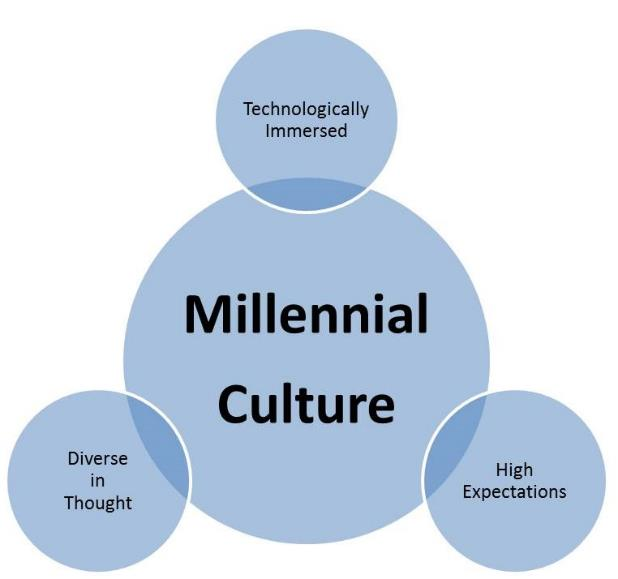 Technologically
Immersed
Millennial
Culture
Diverse
in
Thought
High
Expectations